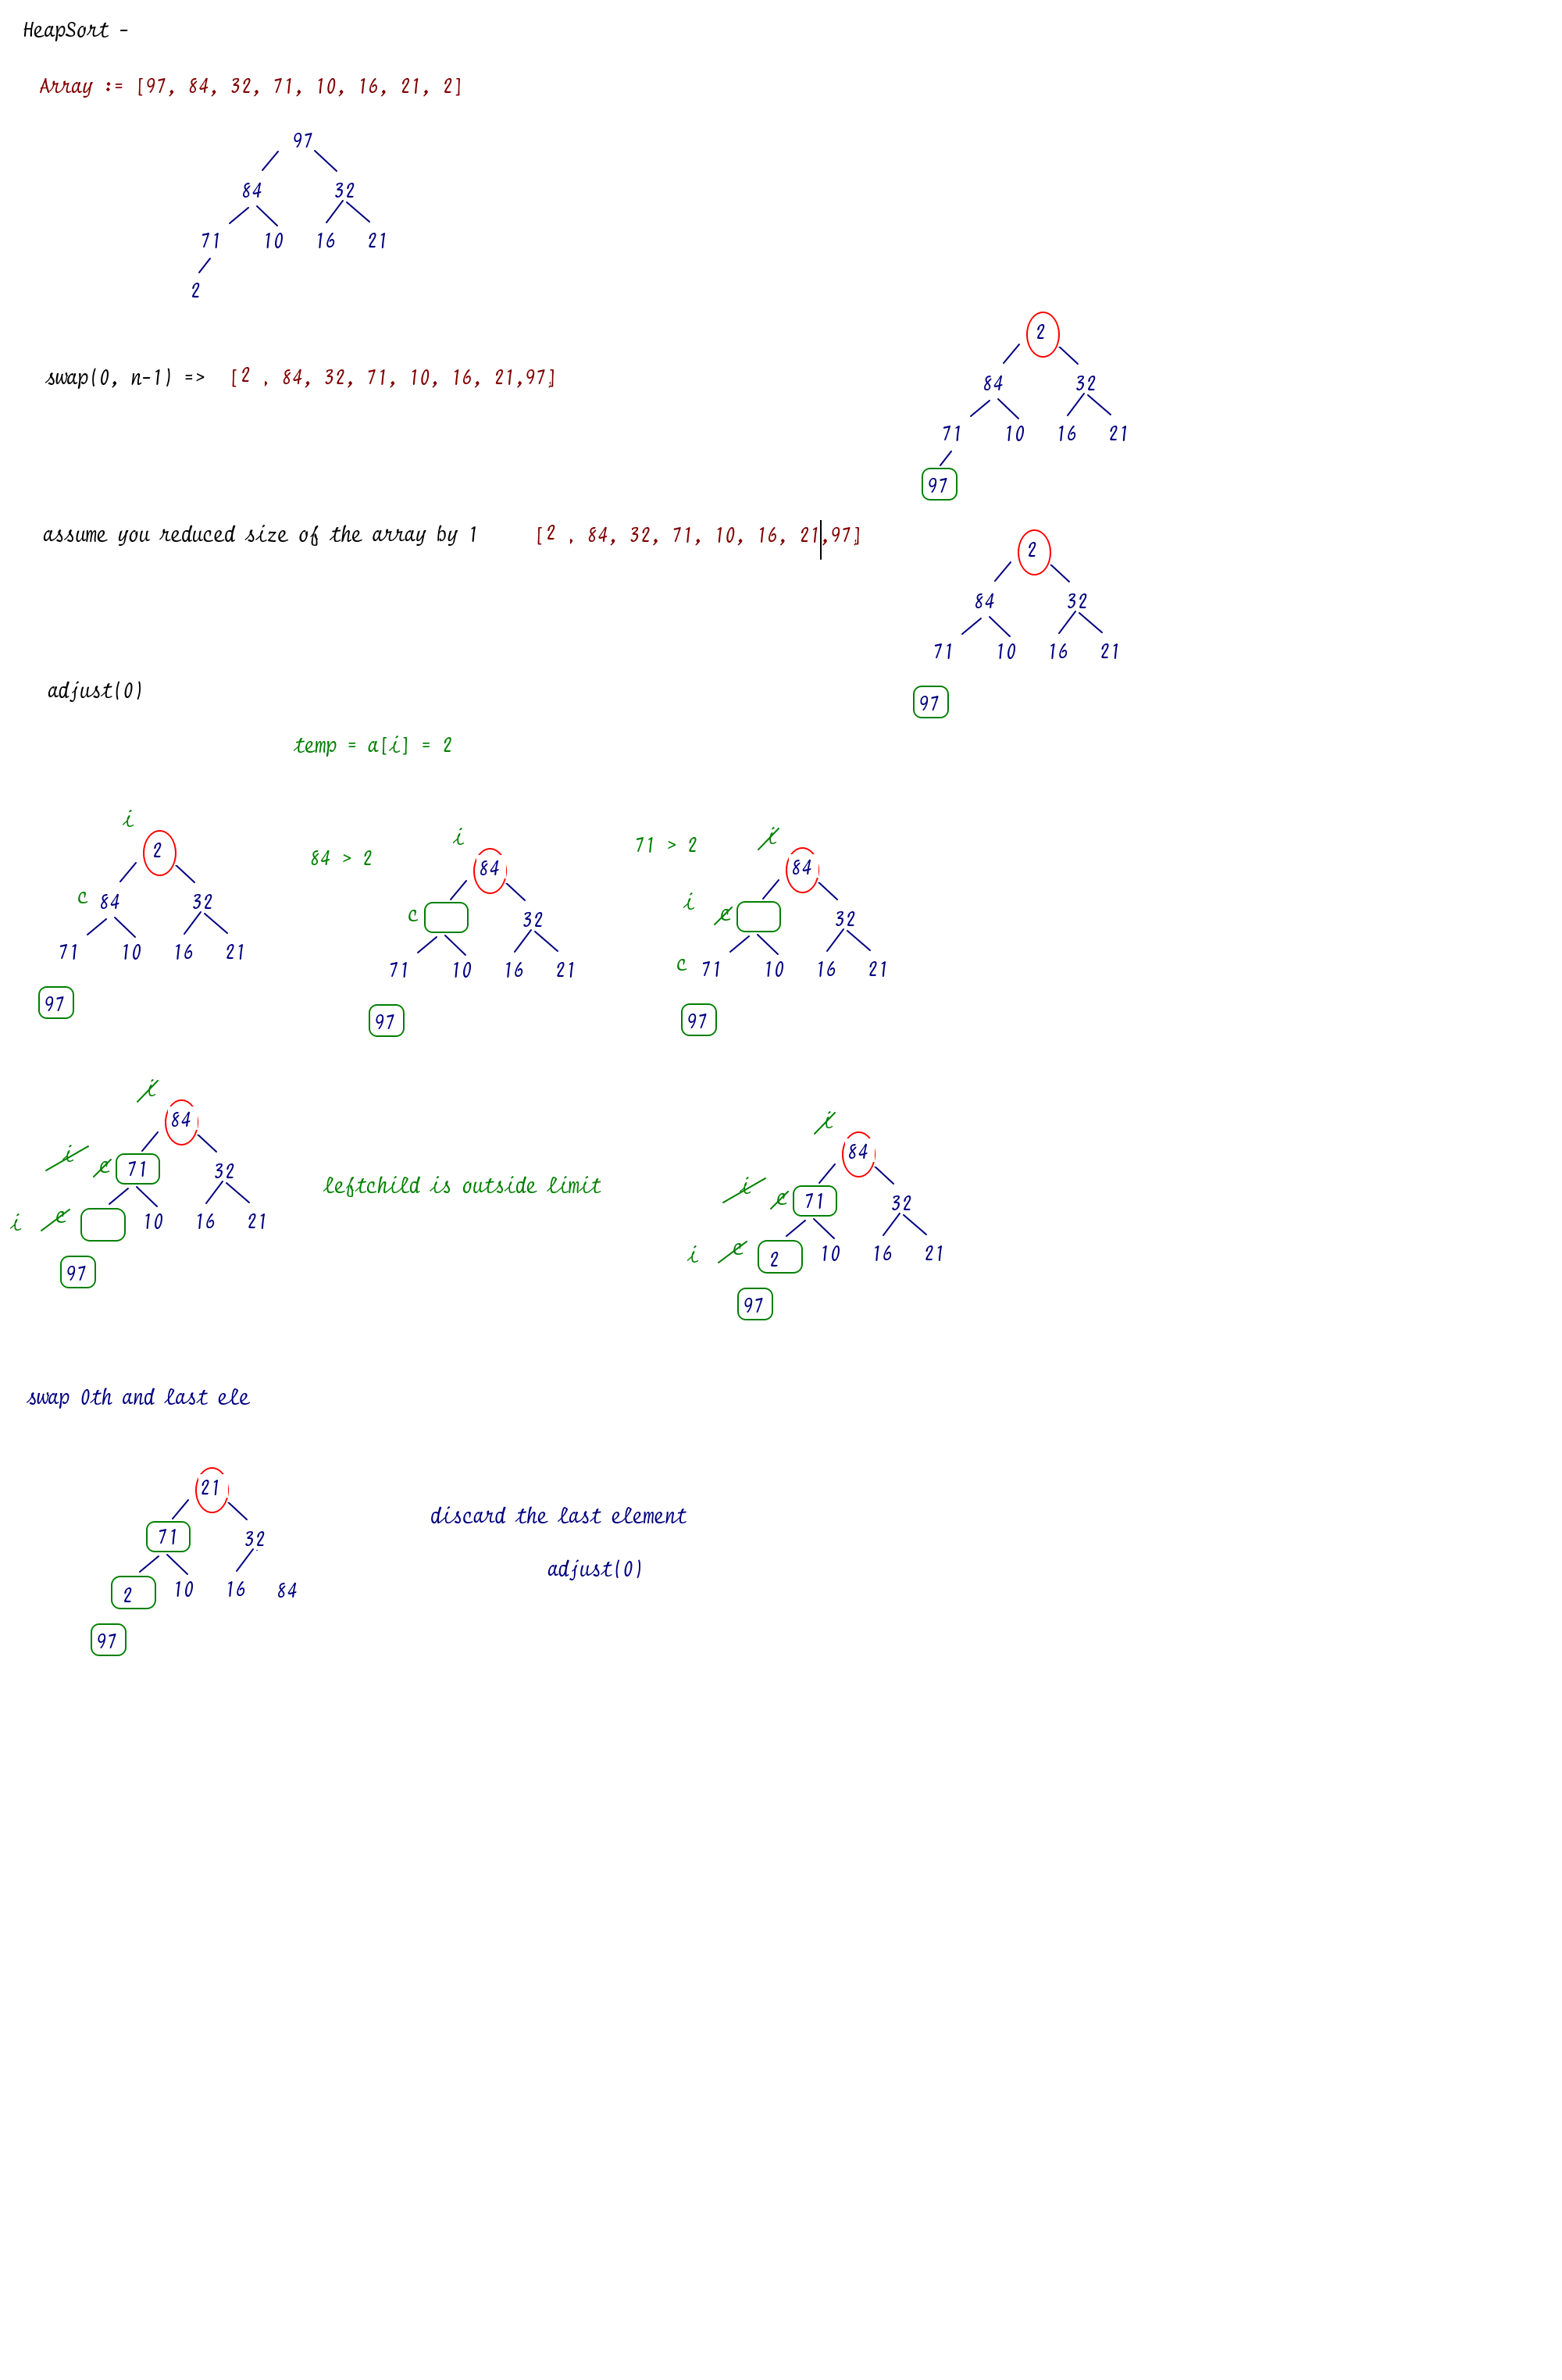 HeapSort -
Array := [97, 84, 32, 71, 10, 16, 21, 2]
97
84 32
71 10 16 21
2
swap(0, n-1) => [2 , 84, 32, 71, 10, 16, 21,97]
2
84 32
71 10 16 21
97
assume you reduced size of the array by 1 [2 , 84, 32, 71, 10, 16, 21,97]
2
84 32
71 10 16 21
97
adjust(0)
temp = a[i] = 2
i
2
c 84 32
71 10 16 21
97
84 > 2
i
84
c 32
71 10 16 21
97
71 > 2
i
84
i c 32
c 71 10 16 21
97
i
84
i c 71 32
i c 10 16 21
97
leftchild is outside limit
i
84
i c 71 32
i c 2 10 16 21
97
swap 0th and last ele
21
71 32
2 10 16 84
97
discard the last element
adjust(0)